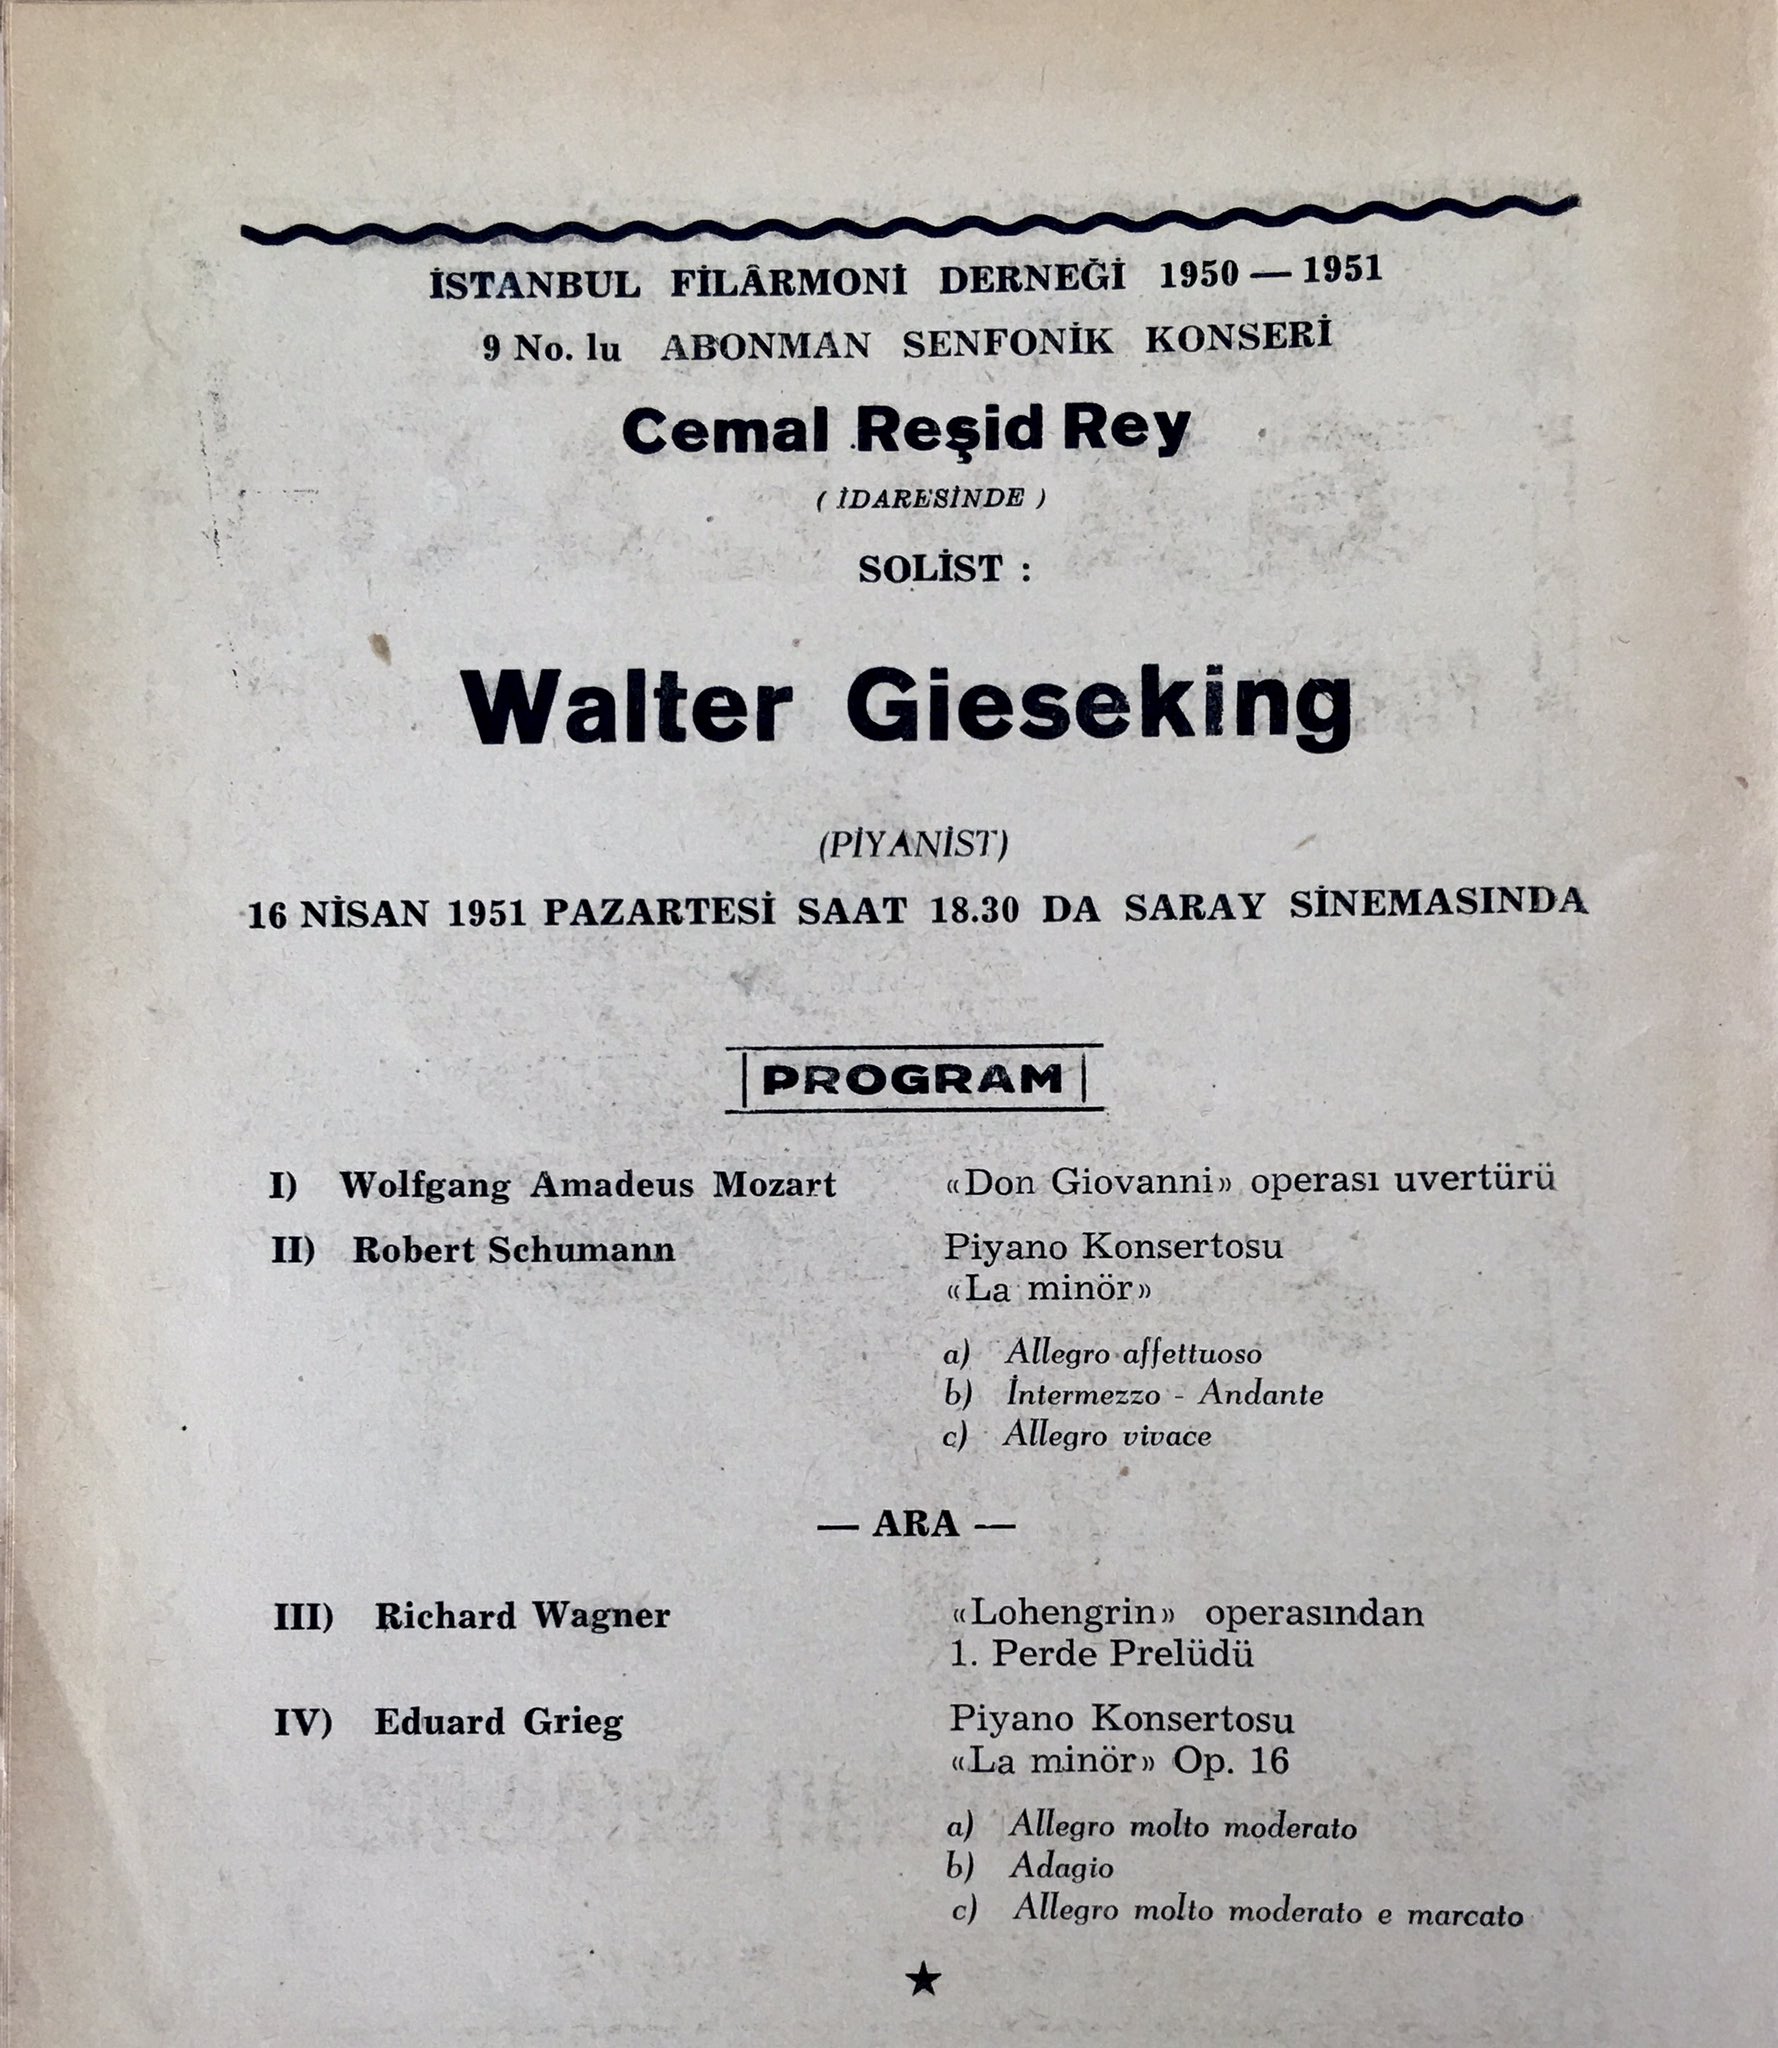 İSTANBUL FİLÂRMONİ DERNEĞİ 1950 — 1951
9 No. lu ABONMAN SENFONİK KONSERİ
Cemal Reşid Rey
( İDARESİNDE )
SOLİST :
Walter Gieseking
(PİYANİST)
16 NİSAN 1951 PAZARTESİ SAAT 18.30 DA SARAY SİNEMASINDA
PROGRAM
I) Wolfgang Amadeus Mozart «Don Giovanni» operası uvertürü
II) Robert Schumann Piyano Konsertosu
«La minör»
a) Allegro affettuoso
b) İntermezzo - Andante
c) Allegro vivace
— ARA —
III) Richard Wagner «Lohengrin» operasından
1. Perde Prelüdü
IV) Eduard Grieg Piyano Konsertosu
«La minör» Op. 16
a) Allegro molto moderato
b) Adagio
c) Allegro molto moderato e marcato